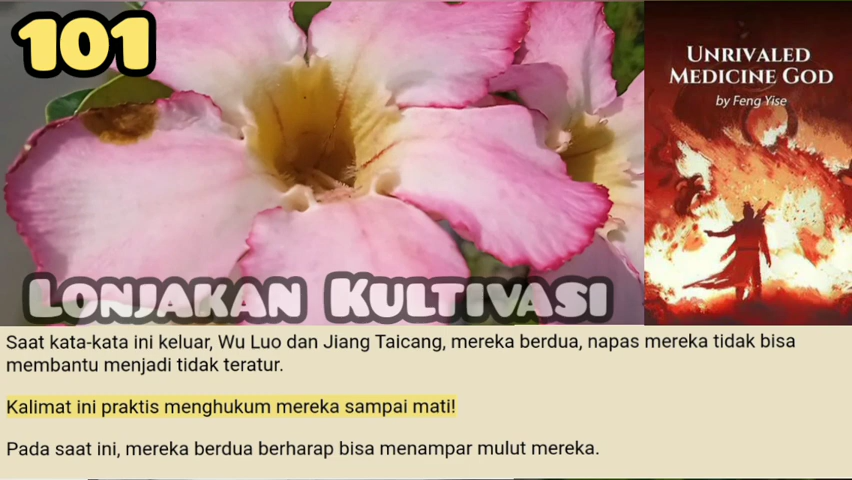 101
UNRIVALED
MEDICINE GOD
by Feng Yise
LONJAKAN KULTIVASI
Saat kata-kata ini keluar, Wu Luo dan Jiang Taicang, mereka berdua, napas mereka tidak bisa
membantu menjadi tidak teratur.
Kalimat ini praktis menghukum mereka sampai mati!
Pada saat ini, mereka berdua berharap bisa menampar mulut mereka.